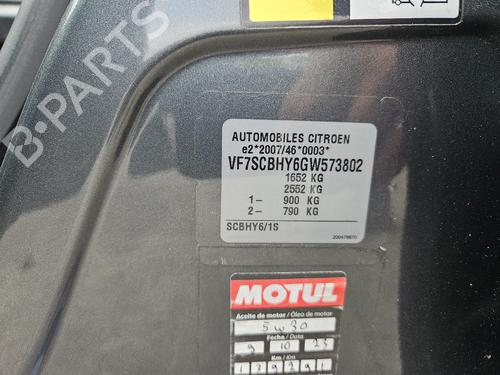 B-PARTS
AUTOMOBILES CITROEN
e2*2007/46*0003*
VF7SCBHY6GW573802
1652 KG
2552 KG
1- 900 KG
2- 790 KG
SCBHY6/1S
MOTUL
Aceite de motor / Óleo de motor
5w30
Fecha / Data
9 10 23
Km / Km